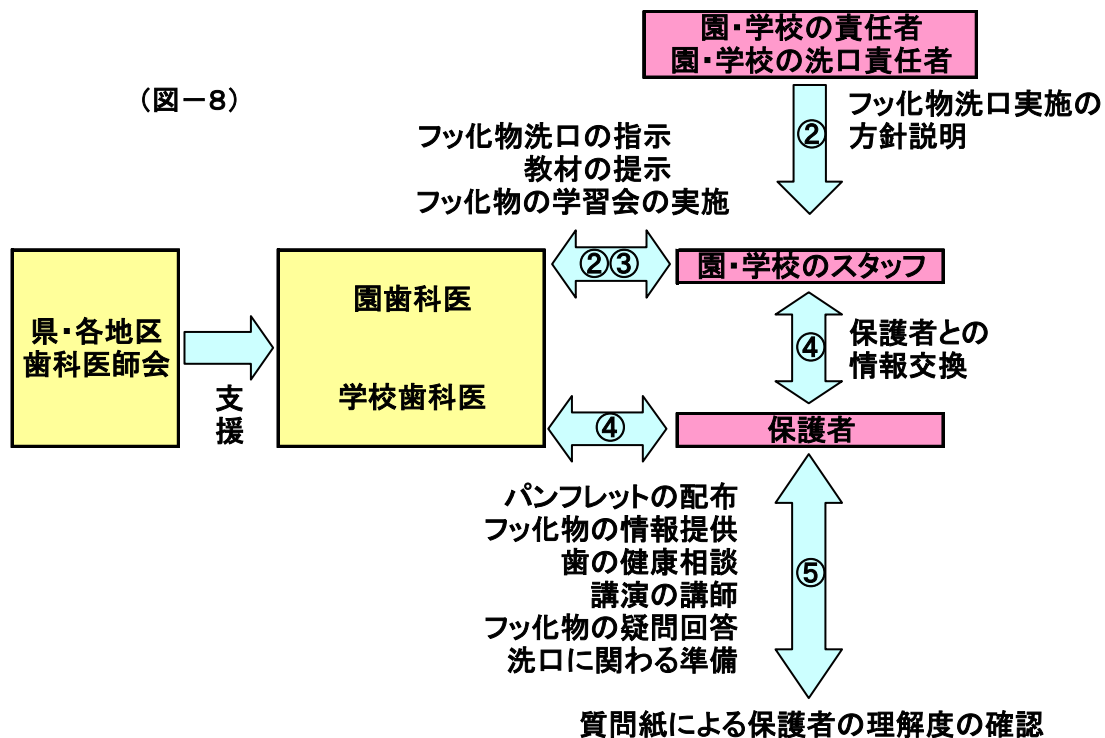 園・学校の責任者
園・学校の洗口責任者
(図-8)
②
フッ化物洗口実施の
方針説明
フッ化物洗口の指示
教材の提示
フッ化物の学習会の実施
県・各地区
歯科医師会
支
援
園歯科医
学校歯科医
②③
園・学校のスタッフ
④
保護者との
情報交換
④
保護者
パンフレットの配布
フッ化物の情報提供
歯の健康相談
講演の講師
フッ化物の疑問回答
洗口に関わる準備
⑤
質問紙による保護者の理解度の確認